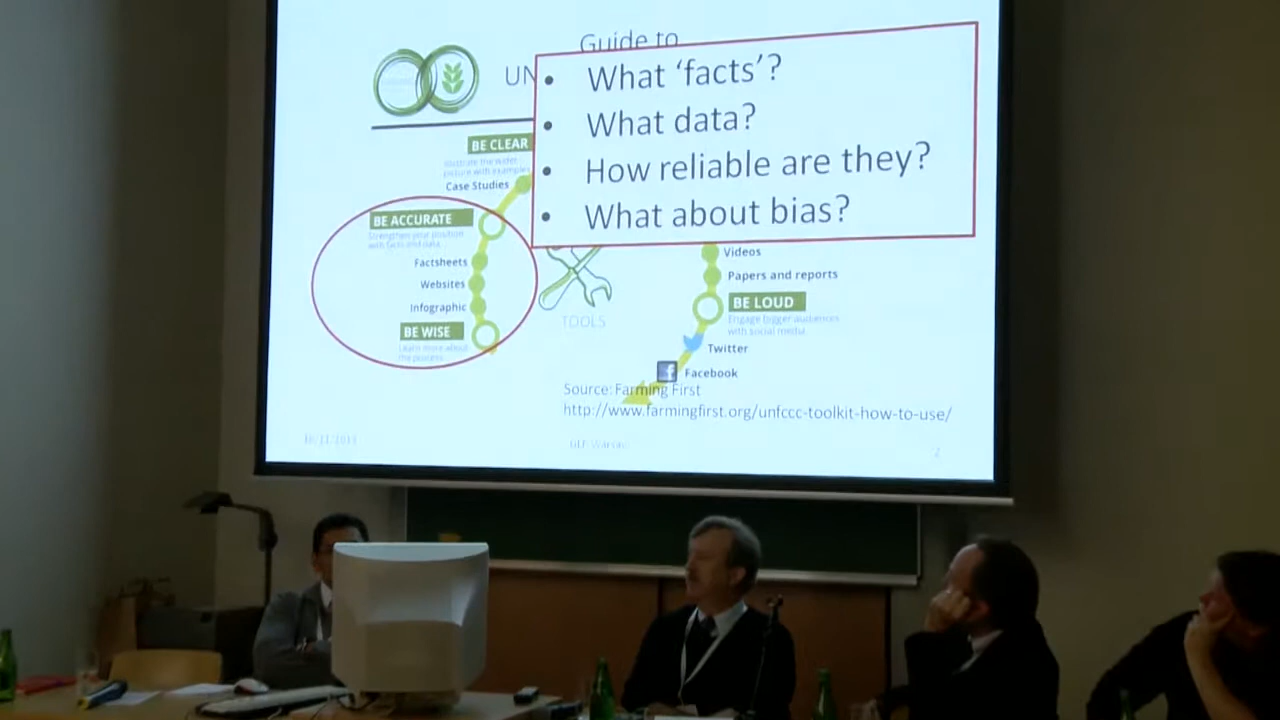 Guide to
UN
• What ‘facts’?
• What data?
• How reliable are they?
• What about bias?
BE CLEAR
Illustrate the wider
picture with examples
Case Studies
BE ACCURATE
Strengthen your position
with facts and data
Factsheets
Websites
Infographic
BE WISE
Learn more about
the process
TOOLS
Videos
Papers and reports
BE LOUD
Engage bigger audiences
with social media
Twitter
f Facebook
Source: Farming First
http://www.farmingfirst.org/unfccc-toolkit-how-to-use/
2